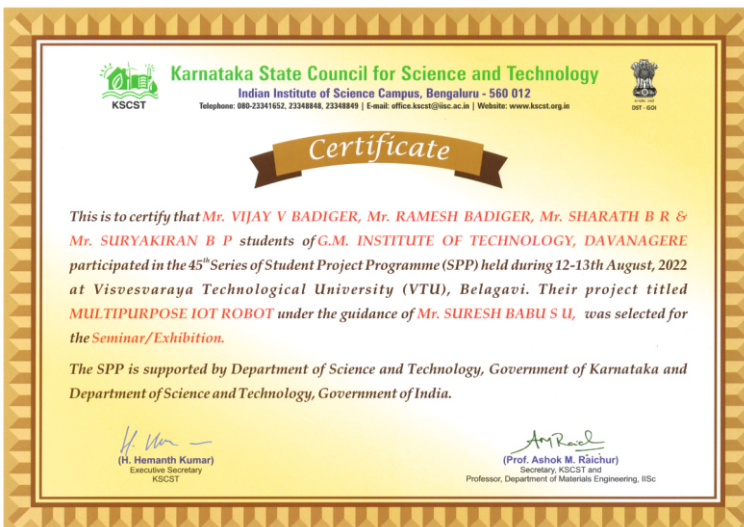 KSCST
Karnataka State Council for Science and Technology
Indian Institute of Science Campus, Bengaluru - 560 012
Telephone: 080-23341652, 23348848, 23348849 | E-mail: office.kscst@iisc.ac.in | Website: www.kscst.org.in
DST - GOI
Certificate
This is to certify that Mr. VIJAY V BADIGER, Mr. RAMESH BADIGER, Mr. SHARATH B R &
Mr. SURYAKIRAN B P students of G.M. INSTITUTE OF TECHNOLOGY, DAVANAGERE
participated in the 45th Series of Student Project Programme (SPP) held during 12-13th August, 2022
at Visvesvaraya Technological University (VTU), Belagavi. Their project titled
MULTIPURPOSE IOT ROBOT under the guidance of Mr. SURESH BABU S U, was selected for
the Seminar/Exhibition.
The SPP is supported by Department of Science and Technology, Government of Karnataka and
Department of Science and Technology, Government of India.
(H. Hemanth Kumar)
Executive Secretary
KSCST
(Prof. Ashok M. Raichur)
Secretary, KSCST and
Professor, Department of Materials Engineering, IISc